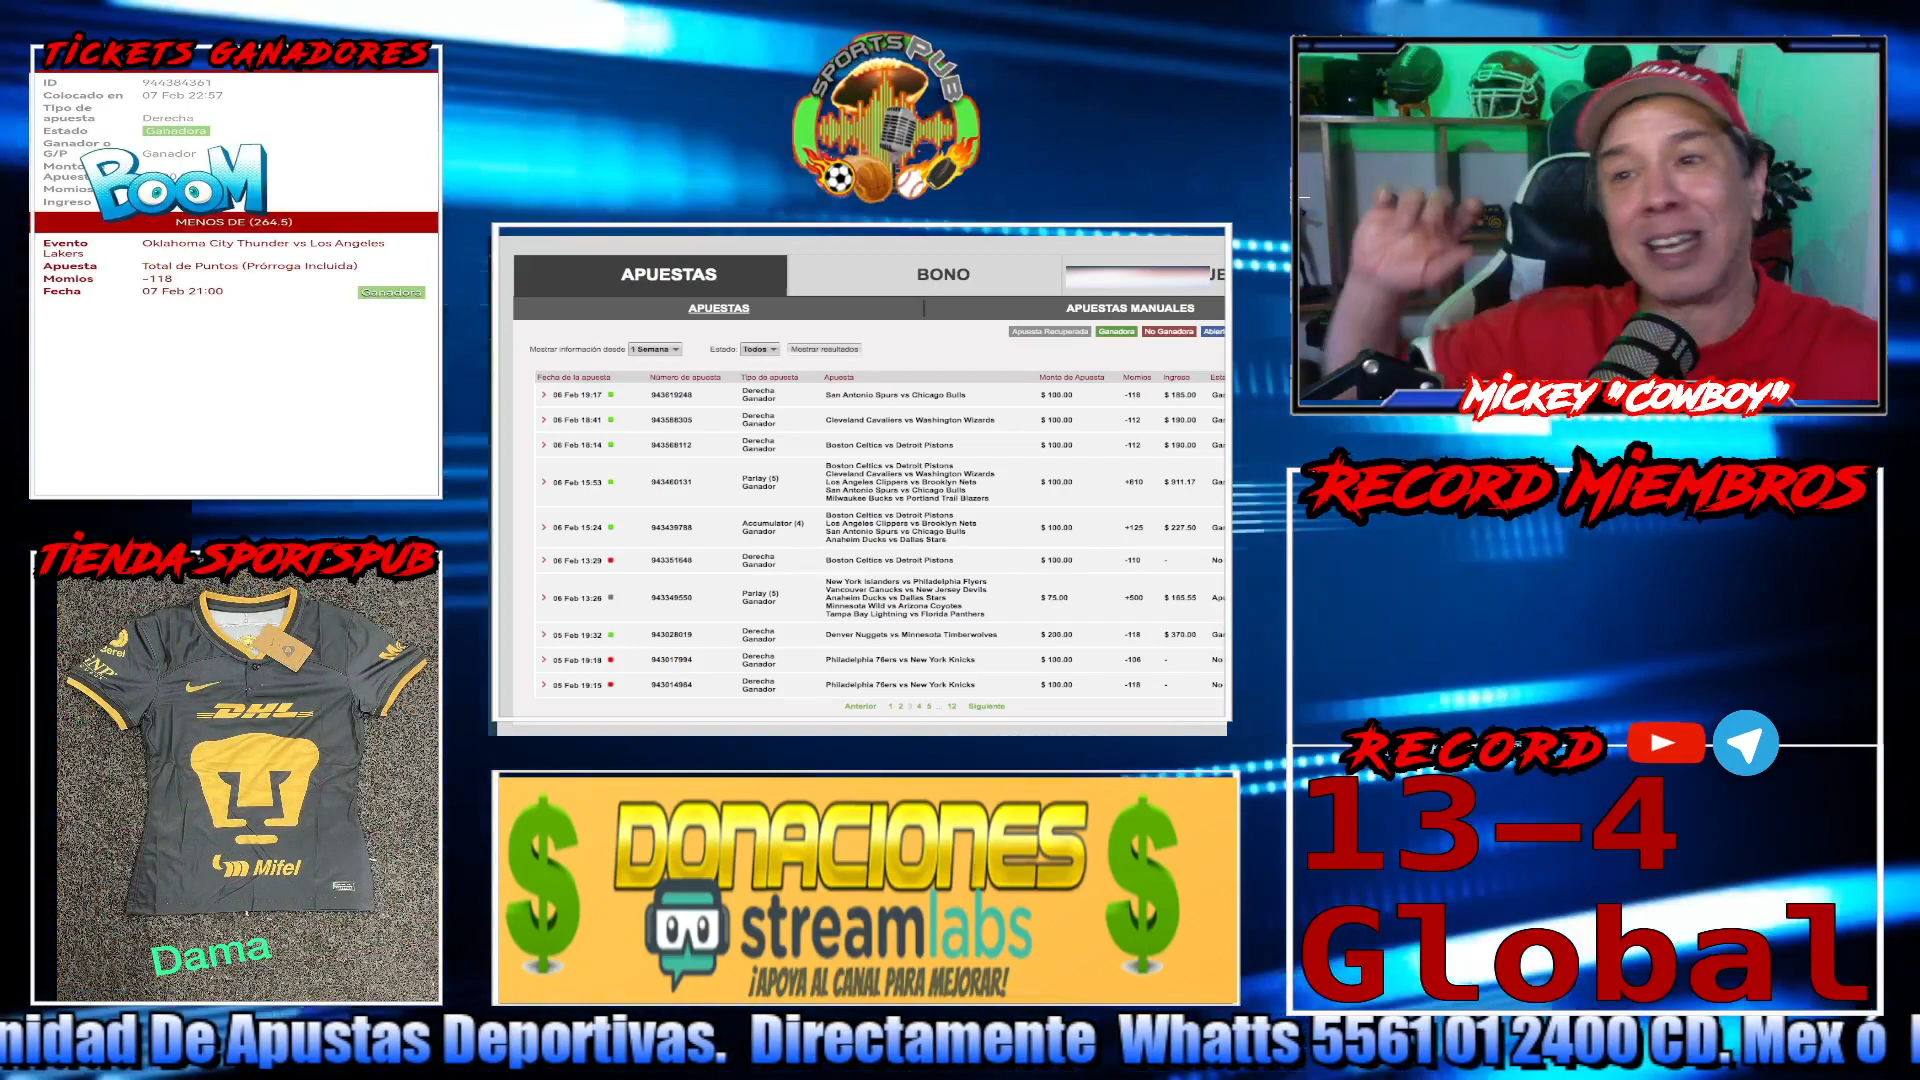 TICKETS GANADORES
ID 944384361
Colocado en 07 Feb 22:57
Tipo de apuesta Derecha
Estado Ganadora
Ganador o G/P Ganador
Apuest
Momios
Ingreso
BOOM
MENOS DE (264.5)
Evento Oklahoma City Thunder vs Los Angeles
Lakers
Apuesta Total de Puntos (Prórroga Incluida)
Momios -118
Fecha 07 Feb 21:00 Ganadora
SPORTSPUB
APUESTAS BONO JE
APUESTAS APUESTAS MANUALES
Apuesta Recuperada Ganadora No Ganadora Abiert
Mostrar información desde 1 Semana Estado: Todos Mostrar resultados
Fecha de la apuesta Número de apuesta Tipo de apuesta Apuesta Monto de Apuesta Momios Ingreso Esta
06 Feb 19:17 943619248 Derecha Ganador San Antonio Spurs vs Chicago Bulls $ 100.00 -118 $ 185.00 Gan
06 Feb 18:41 943588305 Derecha Ganador Cleveland Cavaliers vs Washington Wizards $ 100.00 -112 $ 190.00 Gan
06 Feb 18:14 943568112 Derecha Ganador Boston Celtics vs Detroit Pistons $ 100.00 -112 $ 190.00 Gan
Boston Celtics vs Detroit Pistons
Cleveland Cavaliers vs Washington Wizards
06 Feb 15:53 943460131 Parlay (5) Ganador Los Angeles Clippers vs Brooklyn Nets $ 100.00 +810 $ 911.17 Gan
San Antonio Spurs vs Chicago Bulls
Milwaukee Bucks vs Portland Trail Blazers
Boston Celtics vs Detroit Pistons
06 Feb 15:24 943439788 Accumulator (4) Ganador Los Angeles Clippers vs Brooklyn Nets $ 100.00 +125 $ 227.50 Gan
San Antonio Spurs vs Chicago Bulls
Anaheim Ducks vs Dallas Stars
06 Feb 13:29 943351648 Derecha Ganador Boston Celtics vs Detroit Pistons $ 100.00 -110 - No
New York Islanders vs Philadelphia Flyers
Vancouver Canucks vs New Jersey Devils
06 Feb 13:26 943349550 Parlay (5) Ganador Anaheim Ducks vs Dallas Stars $ 75.00 +500 $ 165.55 Apu
Minnesota Wild vs Arizona Coyotes
Tampa Bay Lightning vs Florida Panthers
05 Feb 19:32 943028019 Derecha Ganador Denver Nuggets vs Minnesota Timberwolves $ 200.00 -118 $ 370.00 Gan
05 Feb 19:18 943017994 Derecha Ganador Philadelphia 76ers vs New York Knicks $ 100.00 -106 - No
05 Feb 19:15 943014964 Derecha Ganador Philadelphia 76ers vs New York Knicks $ 100.00 -118 - No
Anterior 1 2 3 4 5 ... 12 Siguiente
MICKEY "COWBOY"
RECORD MIEMBROS
TIENDA SPORTSPUB
DHL
Mifel
Dama
DONACIONES
streamlabs
¡APOYA AL CANAL PARA MEJORAR!
RECORD
13-4
Global
nidad De Apustas Deportivas. Directamente Whatts 5561 01 2400 CD. Mex ó